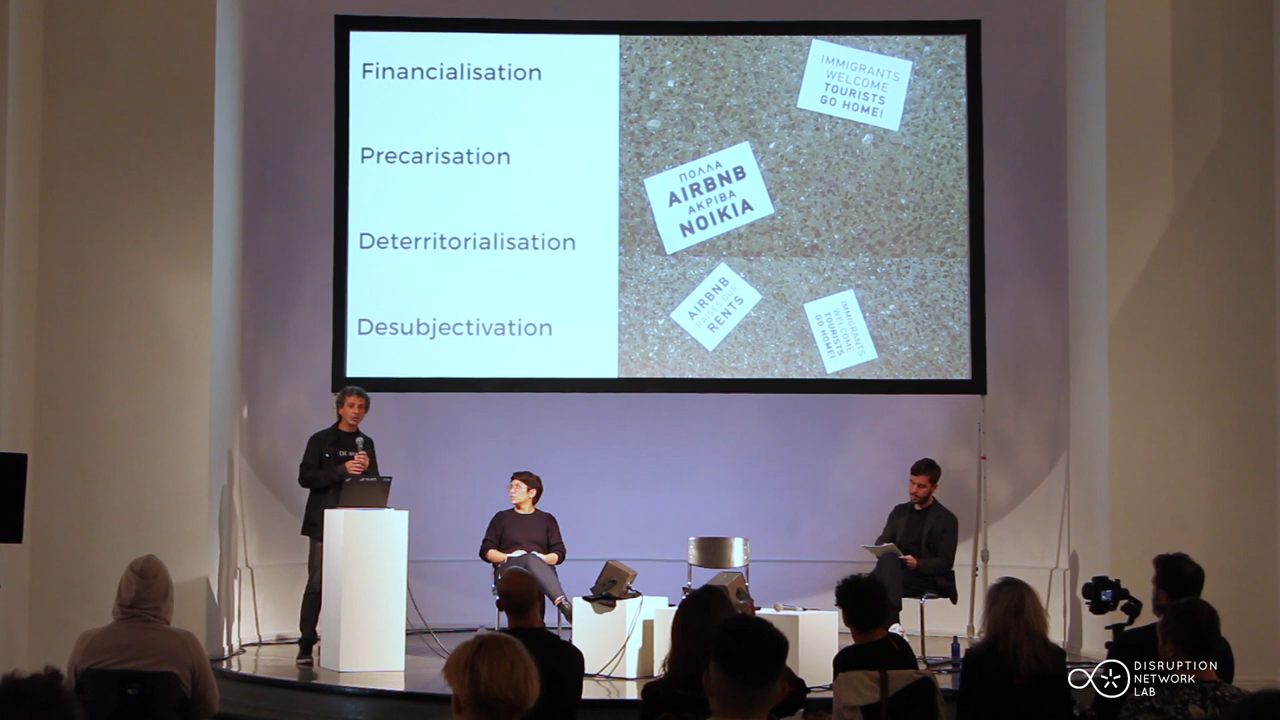 Financialisation
Precarisation
Deterritorialisation
Desubjectivation
IMMIGRANTS
WELCOME
TOURISTS
GO HOME!
ΠΟΛΛΑ
AIRBNB
ΑΚΡΙΒΑ
ΝΟΙΚΙΑ
AIRBNB
RAISES OUR
RENTS
IMMIGRANTS
WELCOME
TOURISTS
GO HOME!
DISRUPTION
NETWORK
LAB